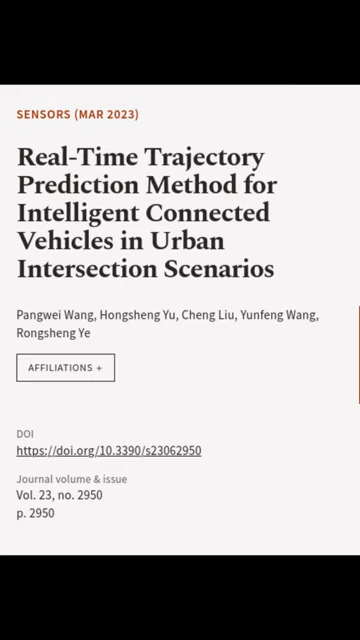 SENSORS (MAR 2023)
Real-Time Trajectory
Prediction Method for
Intelligent Connected
Vehicles in Urban
Intersection Scenarios
Pangwei Wang, Hongsheng Yu, Cheng Liu, Yunfeng Wang,
Rongsheng Ye
AFFILIATIONS +
DOI
https://doi.org/10.3390/s23062950
Journal volume & issue
Vol. 23, no. 2950
p. 2950